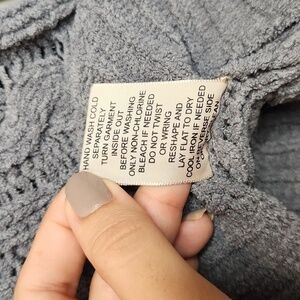 HAND WASH COLD
SEPARATELY
TURN GARMENT
INSIDE OUT
BEFORE WASHING
ONLY NON-CHLORINE
BLEACH IF NEEDED
DO NOT TWIST
OR WRING
RESHAPE AND
LAY FLAT TO DRY
COOL IRON IF NEEDED
SIDE